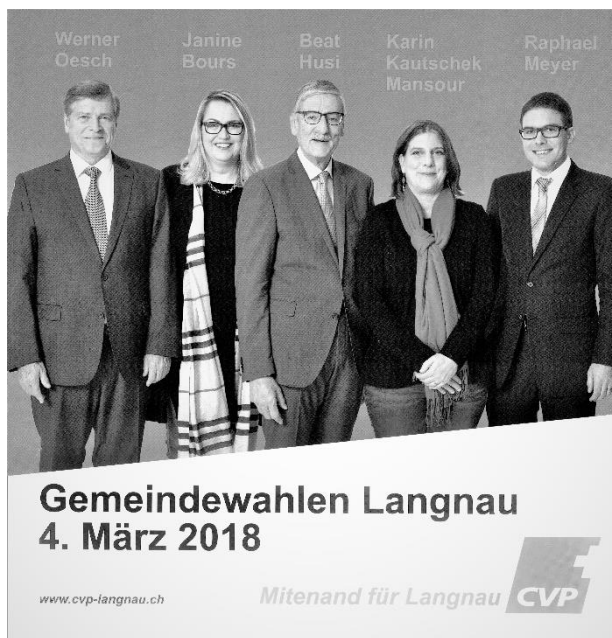 Werner
Oesch
Janine
Bours
Beat
Husi
Karin
Kautschek
Mansour
Raphael
Meyer
Gemeindewahlen Langnau
4. März 2018
www.cvp-langnau.ch
Mitenand für Langnau
CVP